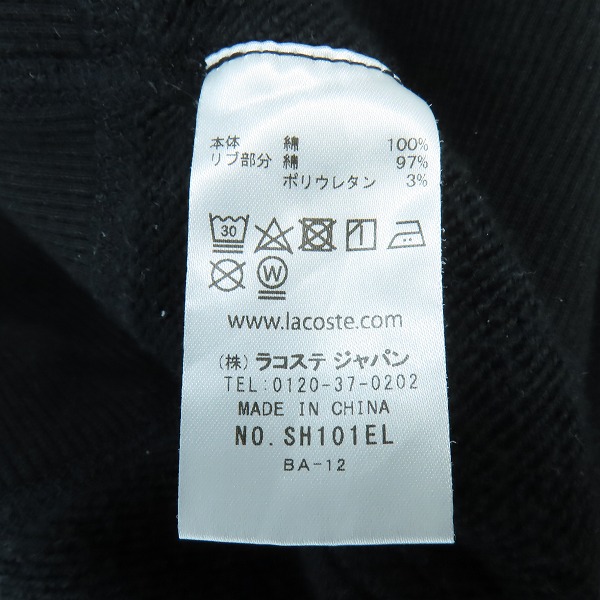 本体 綿 100%
リブ部分 綿 97%
ポリウレタン 3%
30
W
www.lacoste.com
(株) ラコステ ジャパン
TEL:0120-37-0202
MADE IN CHINA
NO. SH101EL
BA-12